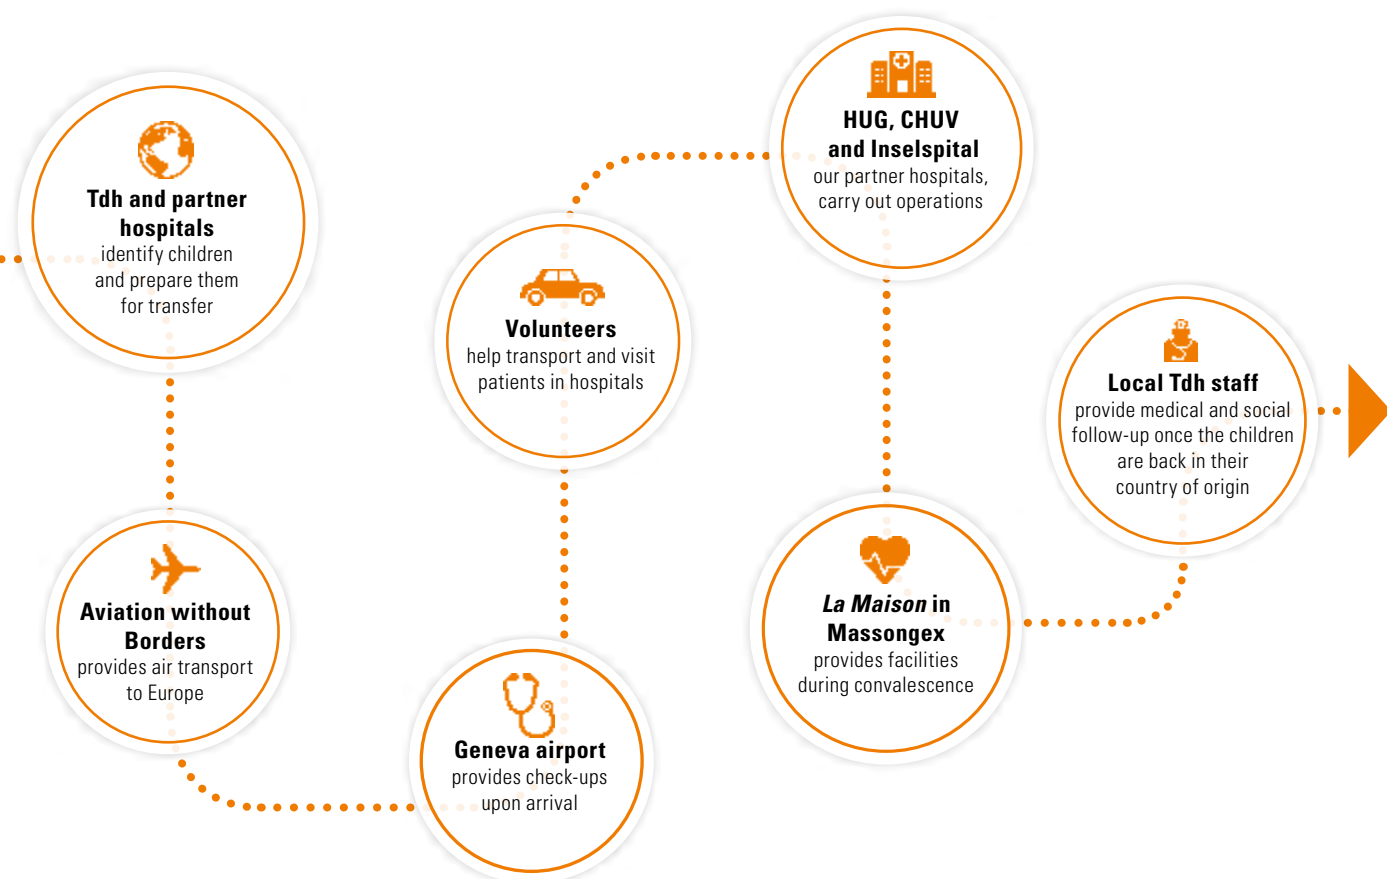 Tdh and partner
hospitals
identify children
and prepare them
for transfer
Aviation without
Borders
provides air transport
to Europe
Geneva airport
provides check-ups
upon arrival
Volunteers
help transport and visit
patients in hospitals
HUG, CHUV
and Inselspital
our partner hospitals,
carry out operations
La Maison in
Massongex
provides facilities
during convalescence
Local Tdh staff
provide medical and social
follow-up once the children
are back in their
country of origin